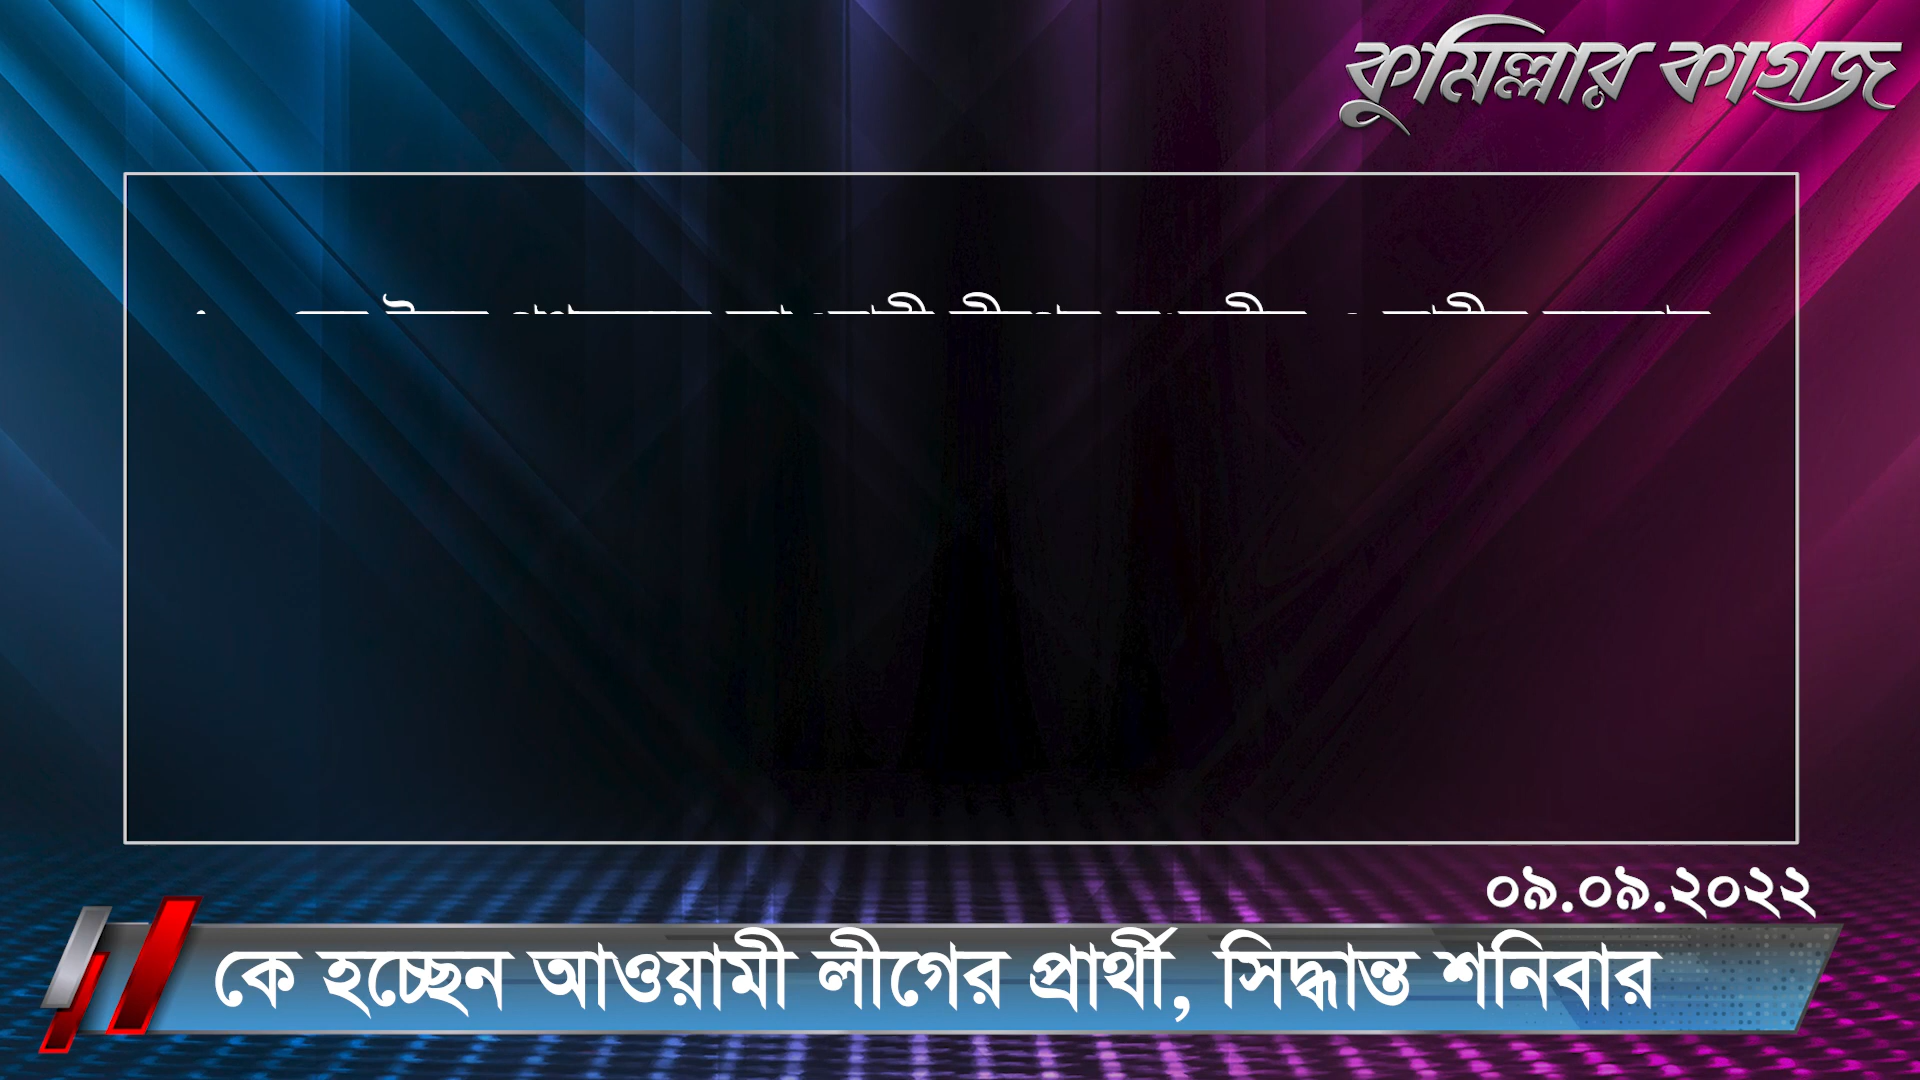 কুমিল্লার কাগজ
০৯.০৯.২০২২
কে হচ্ছেন আওয়ামী লীগের প্রার্থী, সিদ্ধান্ত শনিবার